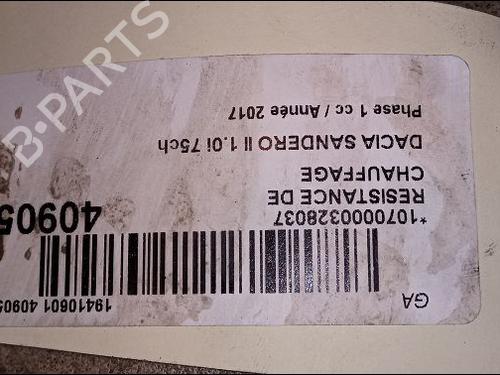 GA
19410601 40905
*1070000328037
40905
RESISTANCE DE
CHAUFFAGE
DACIA SANDERO II 1.0i 75ch
Phase 1 cc / Année 2017
B-PARTS